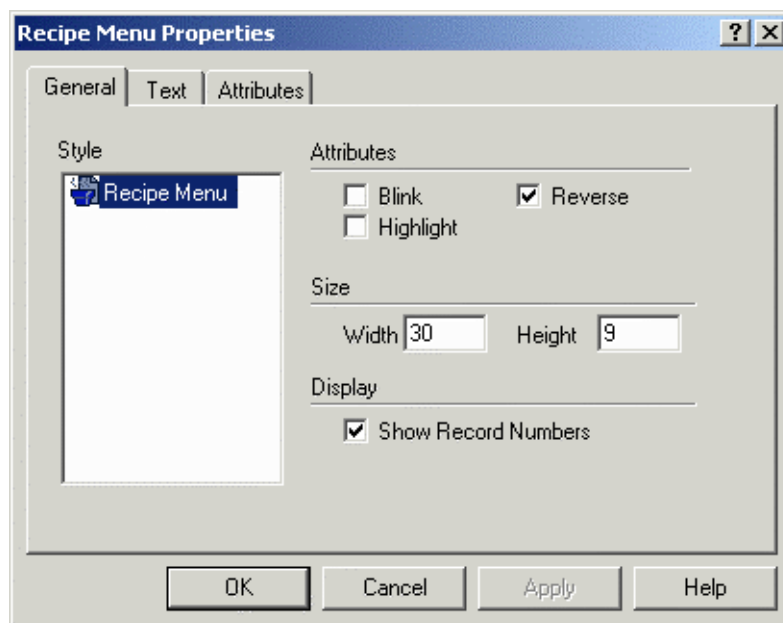 Recipe Menu Properties
General Text Attributes
Style
Recipe Menu
Attributes
Blink Reverse
Highlight
Size
Width 30 Height 9
Display
Show Record Numbers
OK Cancel Apply Help